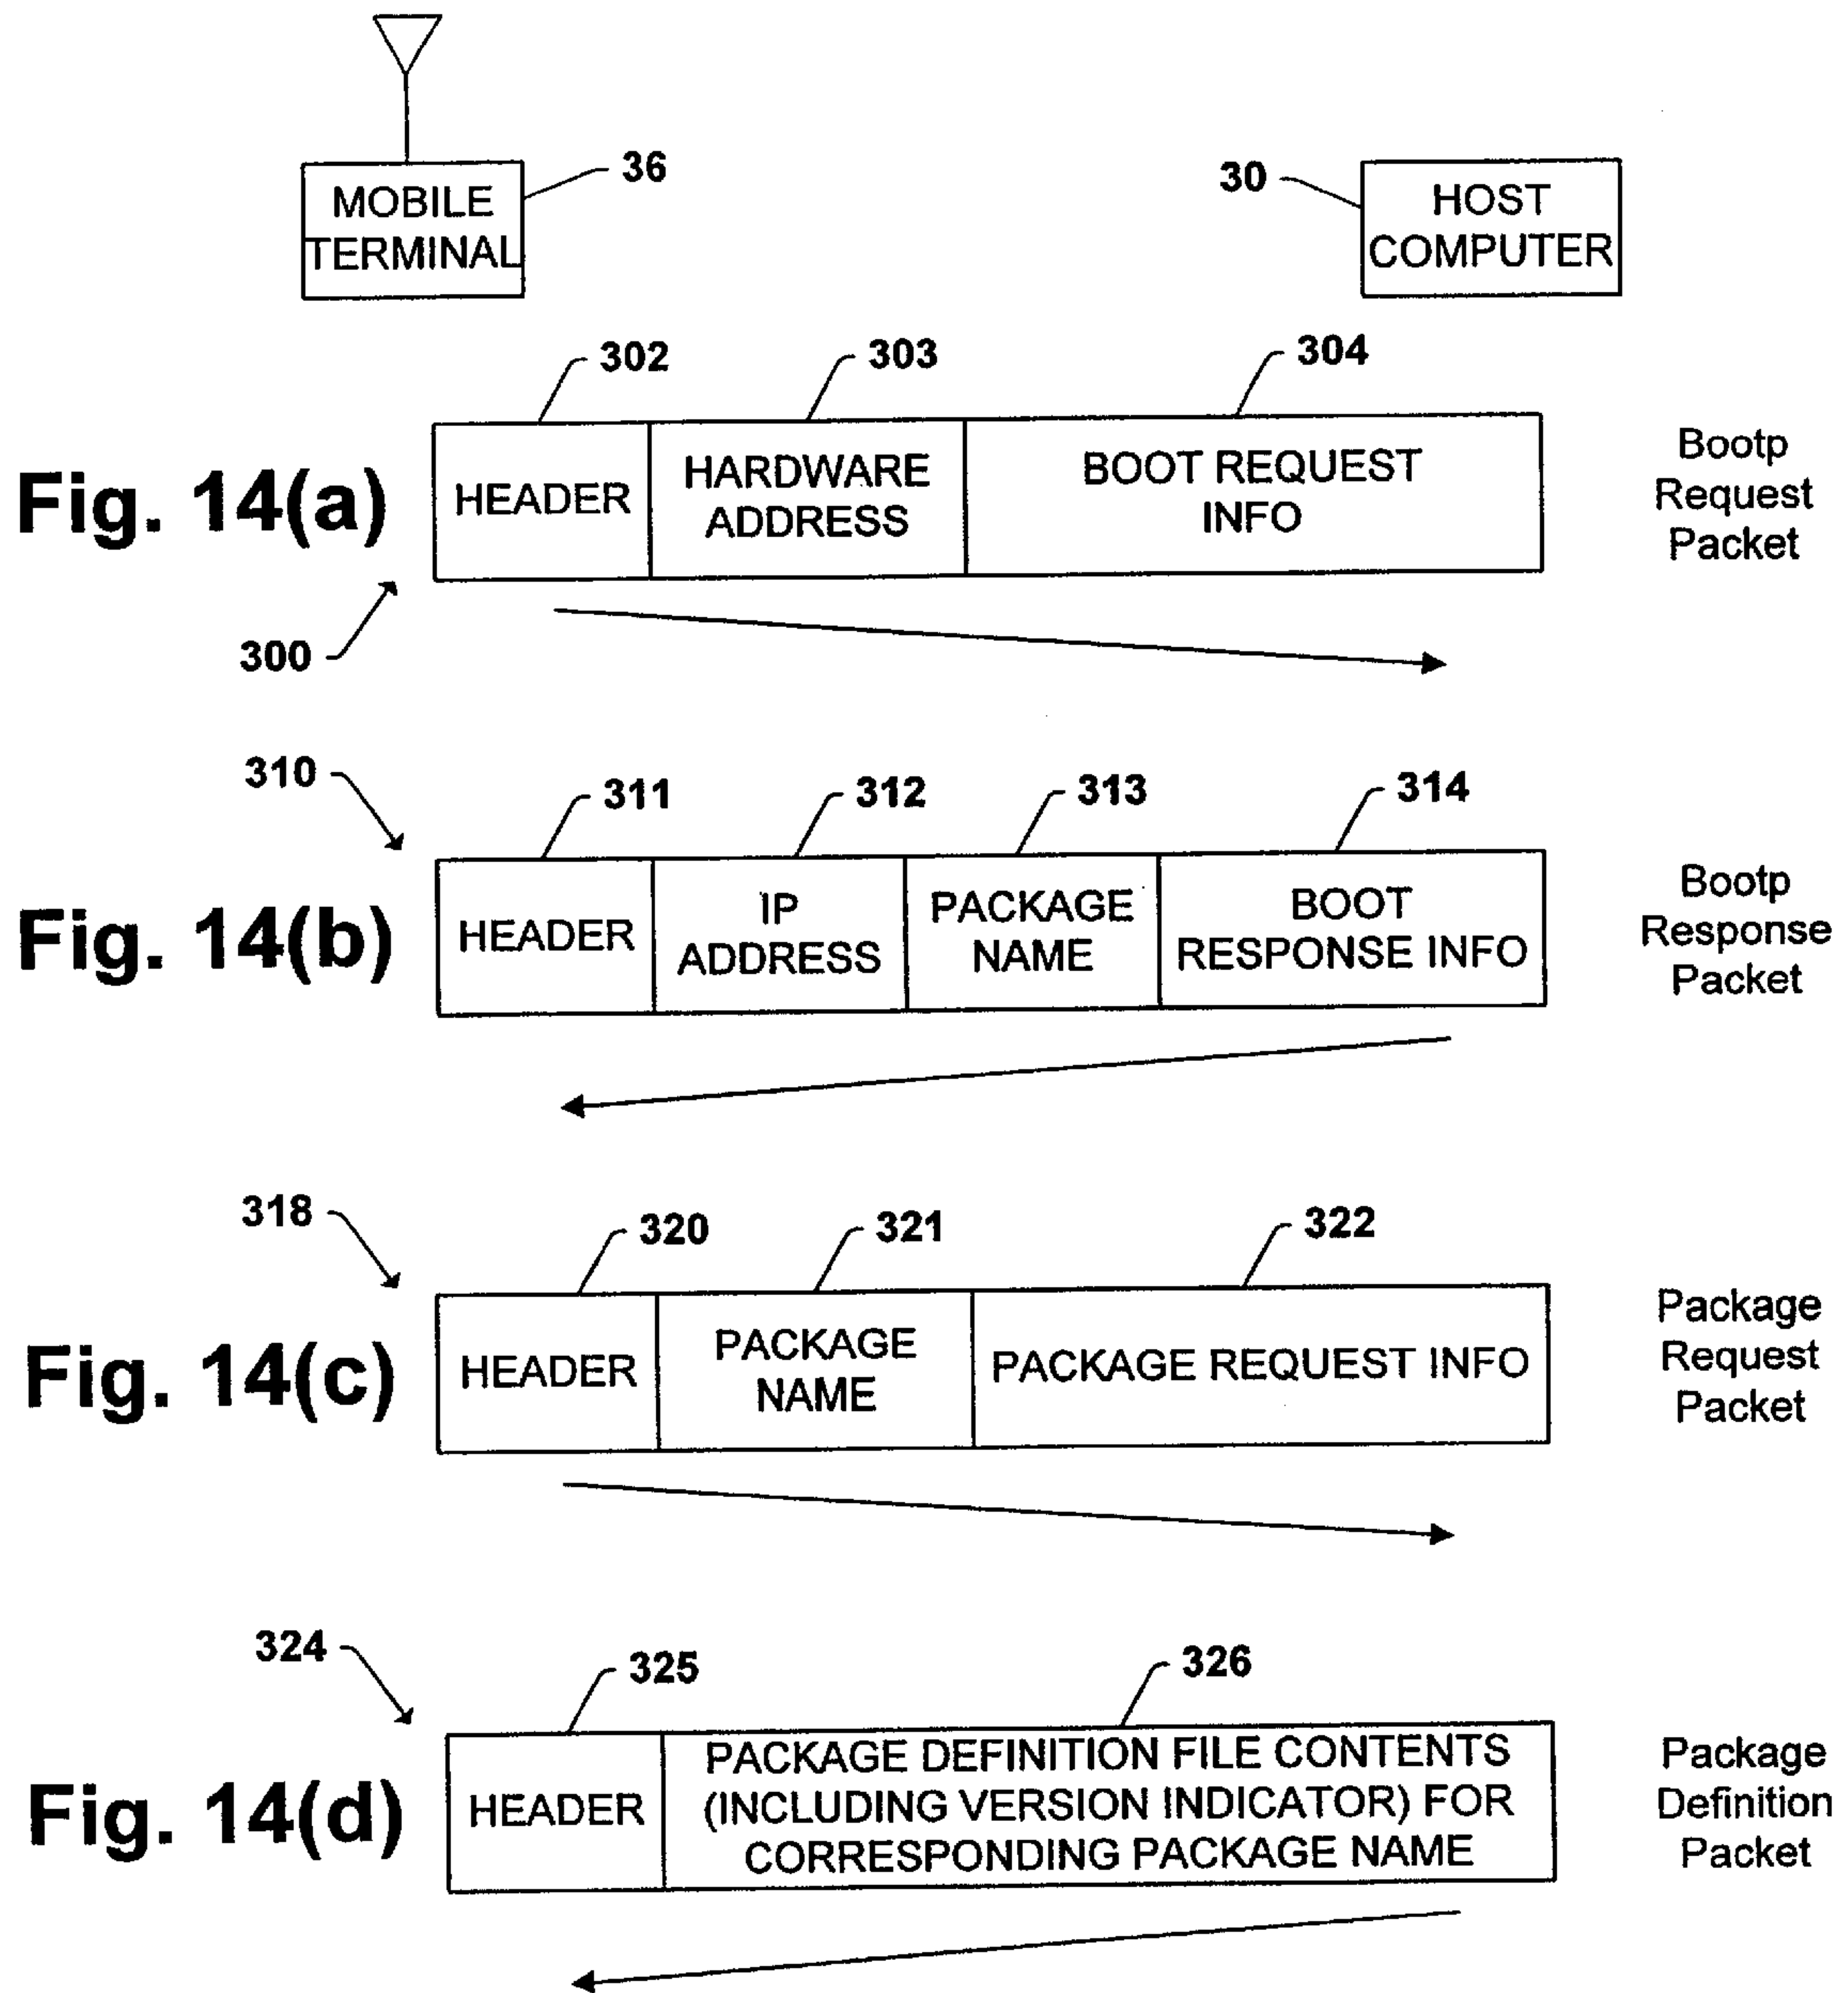 36
MOBILE
TERMINAL
30
HOST
COMPUTER
302
303
304
Fig. 14(a)
HEADER
HARDWARE
ADDRESS
BOOT REQUEST
INFO
Bootp
Request
Packet
300
310
311
312
313
314
Fig. 14(b)
HEADER
IP
ADDRESS
PACKAGE
NAME
BOOT
RESPONSE INFO
Bootp
Response
Packet
318
320
321
322
Fig. 14(c)
HEADER
PACKAGE
NAME
PACKAGE REQUEST INFO
Package
Request
Packet
324
325
326
Fig. 14(d)
HEADER
PACKAGE DEFINITION FILE CONTENTS
(INCLUDING VERSION INDICATOR) FOR
CORRESPONDING PACKAGE NAME
Package
Definition
Packet